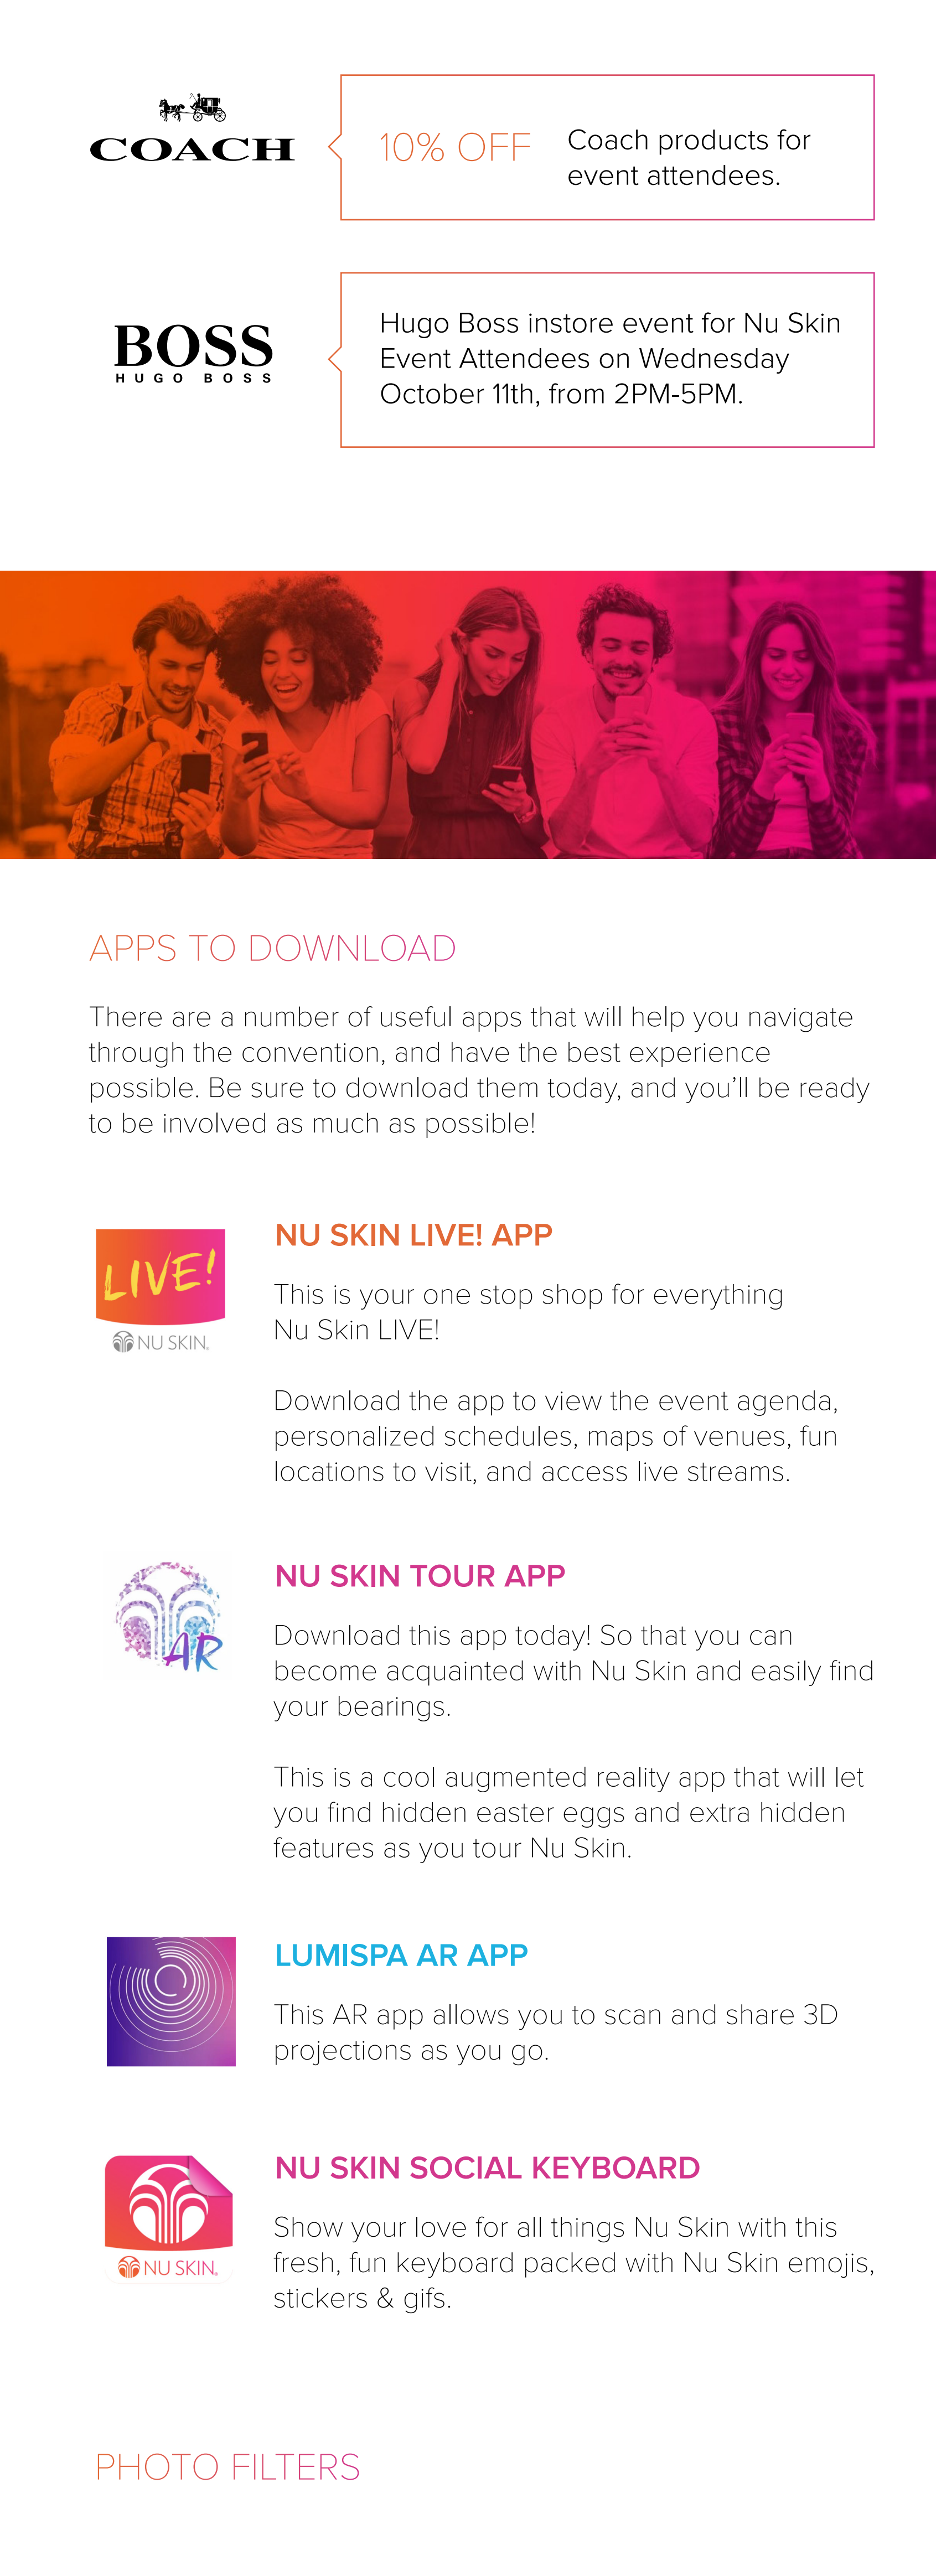 COACH
10% OFF
Coach products for
event attendees.
BOSS
HUGO BOSS
Hugo Boss instore event for Nu Skin
Event Attendees on Wednesday
October 11th, from 2PM-5PM.
APPS TO DOWNLOAD
There are a number of useful apps that will help you navigate
through the convention, and have the best experience
possible. Be sure to download them today, and you’ll be ready
to be involved as much as possible!
LIVE!
NU SKIN.
NU SKIN LIVE! APP
This is your one stop shop for everything
Nu Skin LIVE!
Download the app to view the event agenda,
personalized schedules, maps of venues, fun
locations to visit, and access live streams.
AR
NU SKIN TOUR APP
Download this app today! So that you can
become acquainted with Nu Skin and easily find
your bearings.
This is a cool augmented reality app that will let
you find hidden easter eggs and extra hidden
features as you tour Nu Skin.
LUMISPA AR APP
This AR app allows you to scan and share 3D
projections as you go.
NU SKIN.
NU SKIN SOCIAL KEYBOARD
Show your love for all things Nu Skin with this
fresh, fun keyboard packed with Nu Skin emojis,
stickers & gifs.
PHOTO FILTERS